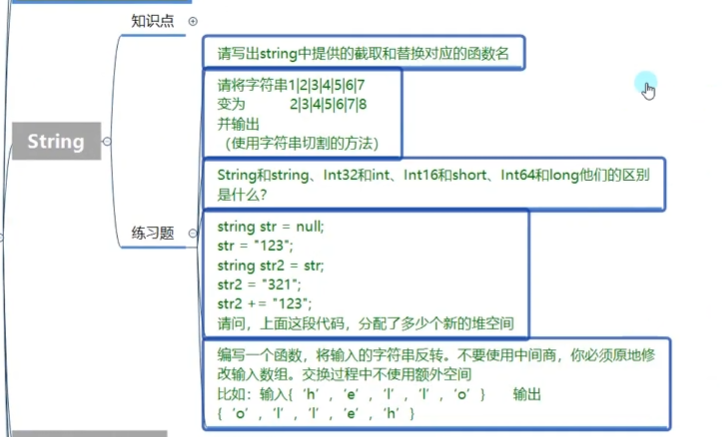 知识点
请写出string中提供的截取和替换对应的函数名
请将字符串1|2|3|4|5|6|7
变为 2|3|4|5|6|7|8
并输出
（使用字符串切割的方法）
String
String和string、Int32和int、Int16和short、Int64和long他们的区别
是什么？
练习题
string str = null;
str = "123";
string str2 = str;
str2 = "321";
str2 += "123";
请问，上面这段代码，分配了多少个新的堆空间
编写一个函数，将输入的字符串反转。不要使用中间商，你必须原地修
改输入数组。交换过程中不使用额外空间
比如：输入{‘h’,‘e’,‘l’,‘l’,‘o’} 输出
{‘o’,‘l’,‘l’,‘e’,‘h’}